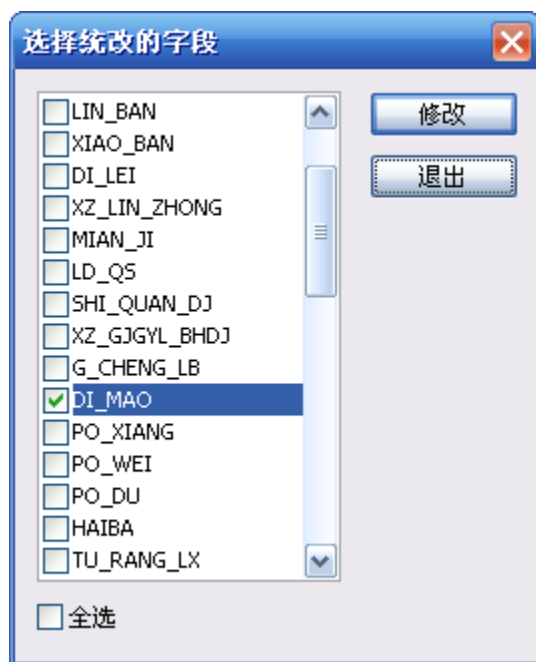 选择统改的字段
LIN_BAN
XIAO_BAN
DI_LEI
XZ_LIN_ZHONG
MIAN_JI
LD_QS
SHI_QUAN_DJ
XZ_GJGYL_BHDJ
G_CHENG_LB
DI_MAO
PO_XIANG
PO_WEI
PO_DU
HAIBA
TU_RANG_LX
修改
退出
全选